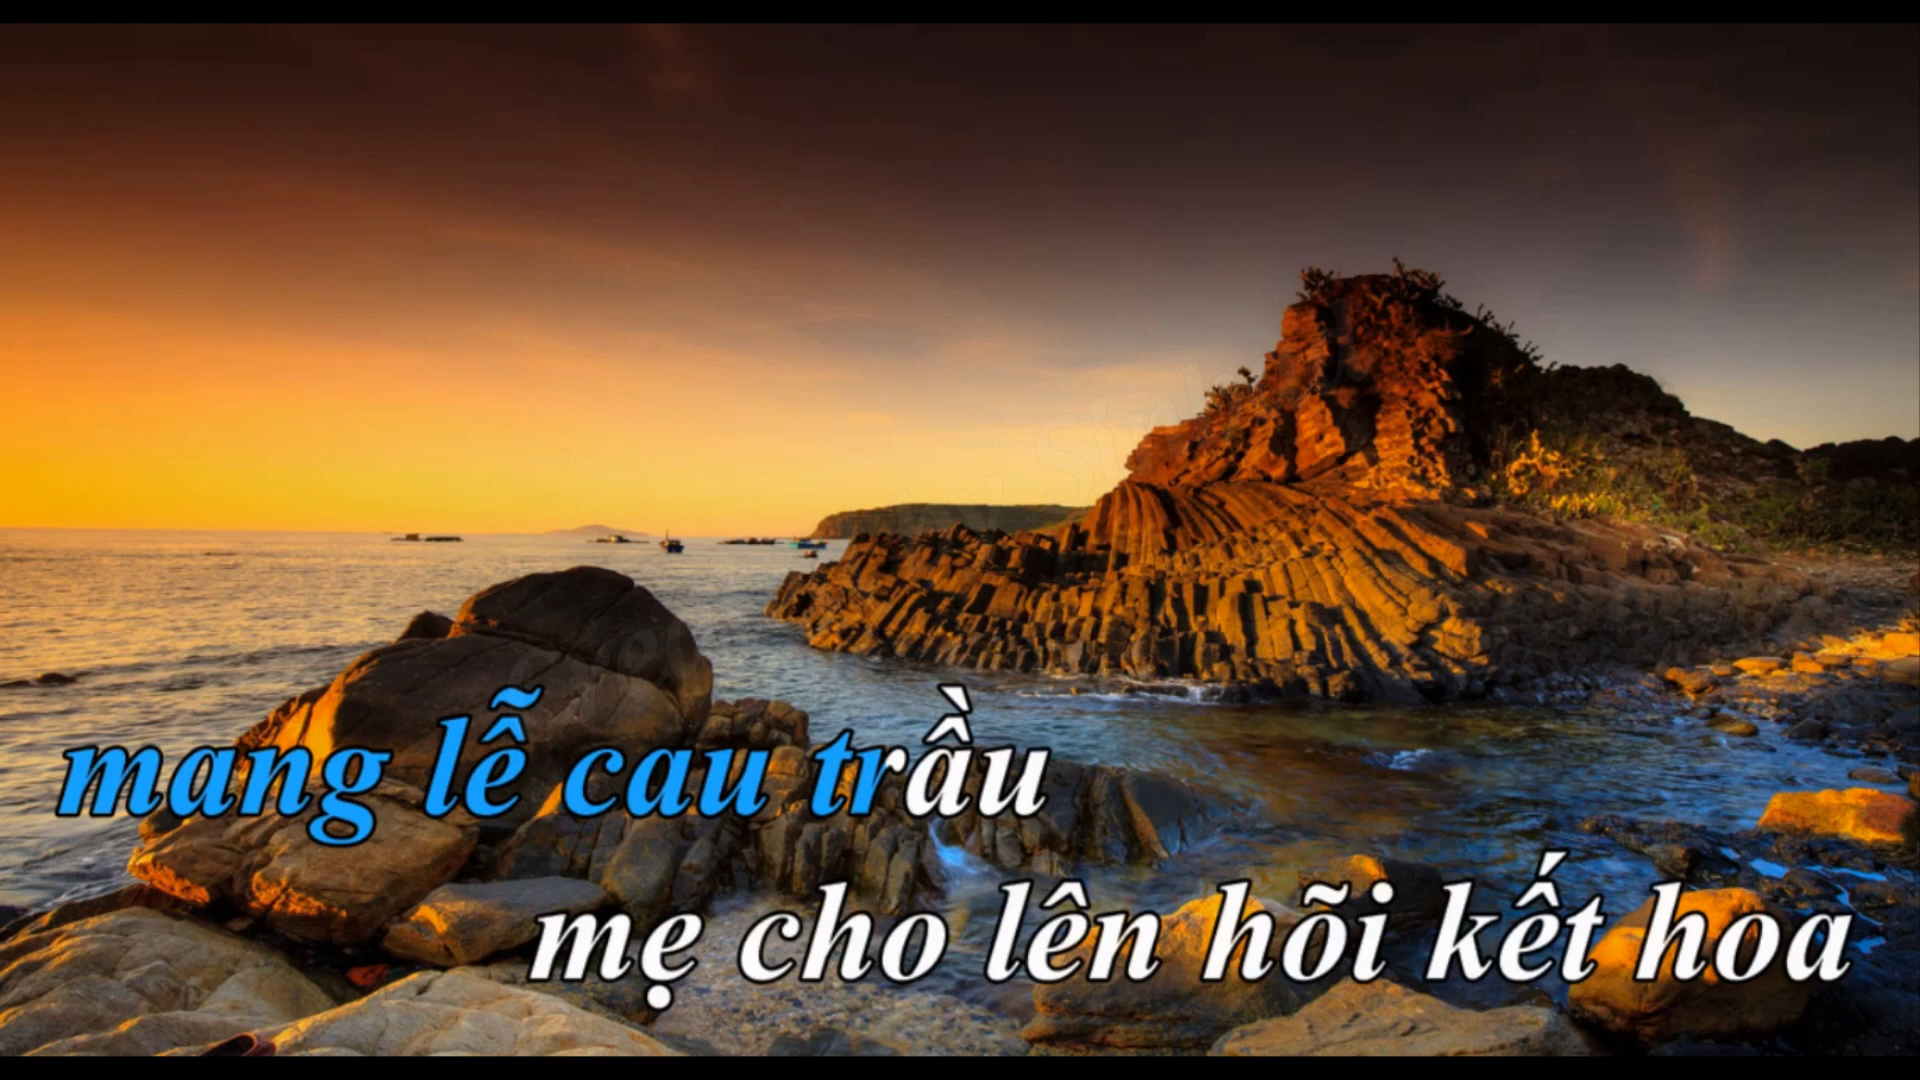 mang lễ cau trầu
mẹ cho lên hõi kết hoa